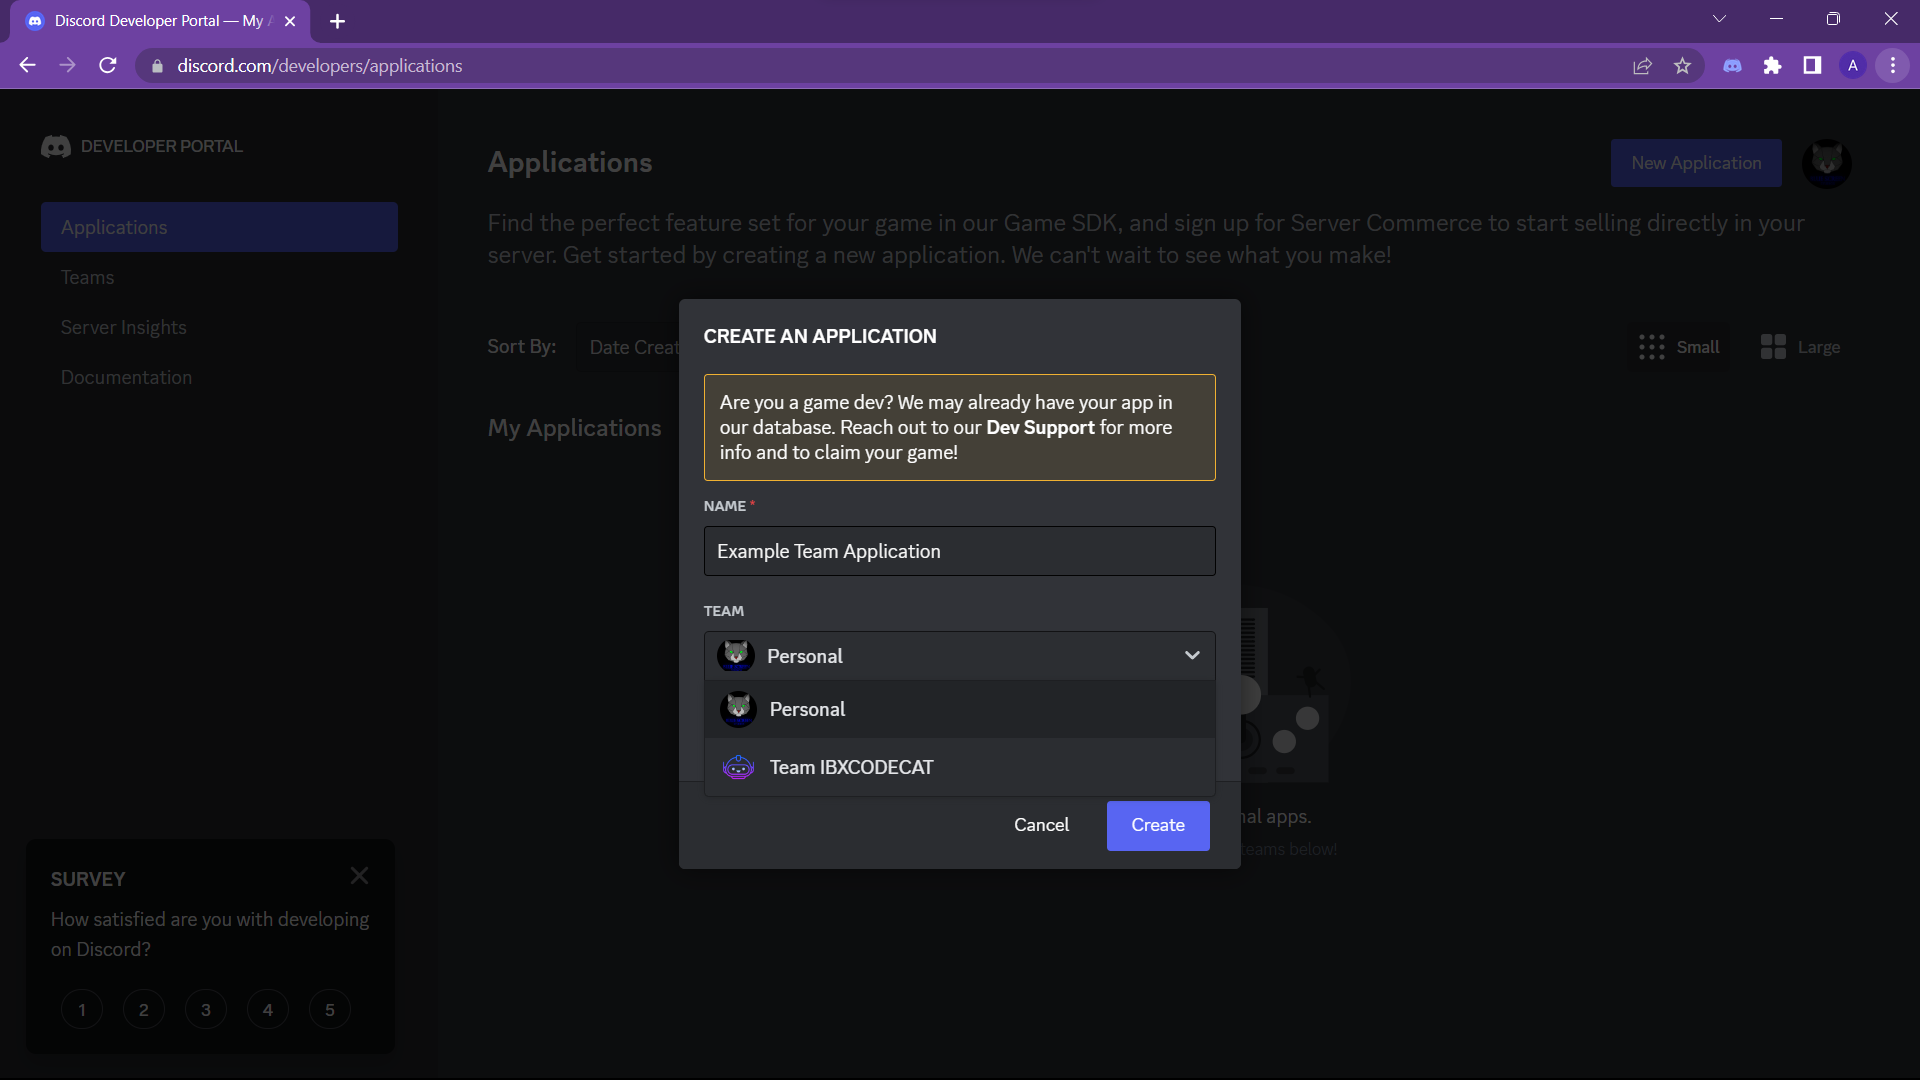 Discord Developer Portal — My
discord.com/developers/applications
A
DEVELOPER PORTAL
Applications
Teams
Server Insights
Documentation
Applications
New Application
Find the perfect feature set for your game in our Game SDK, and sign up for Server Commerce to start selling directly in your
server. Get started by creating a new application. We can't wait to see what you make!
Sort By:
Date Creat
Small
Large
My Applications
CREATE AN APPLICATION
Are you a game dev? We may already have your app in
our database. Reach out to our Dev Support for more
info and to claim your game!
NAME *
Example Team Application
TEAM
Personal
Personal
Team IBXCODECAT
Cancel
Create
nal apps.
teams below!
SURVEY
How satisfied are you with developing
on Discord?
1 2 3 4 5